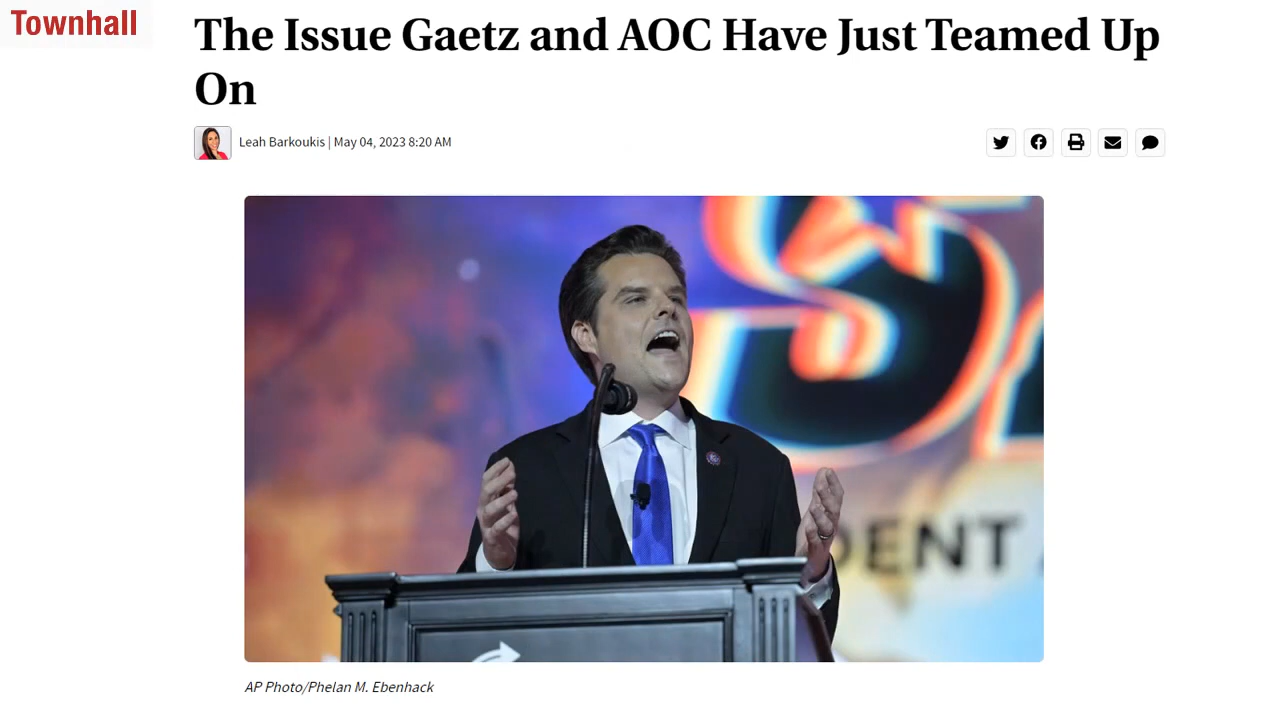 Townhall
The Issue Gaetz and AOC Have Just Teamed Up
On
Leah Barkoukis | May 04, 2023 8:20 AM
DENT
AP Photo/Phelan M. Ebenhack